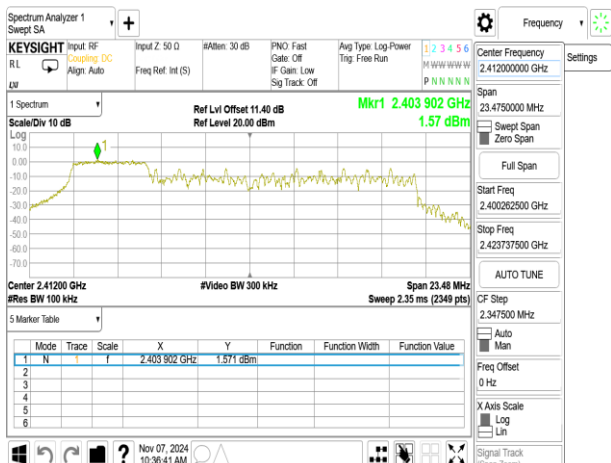 Spectrum Analyzer 1
Swept SA
+
Frequency
KEYSIGHT
RL
Input: RF
Coupling: DC
Align: Auto
Input Z: 50 Ω
Freq Ref: Int (S)
#Atten: 30 dB
PNO: Fast
Gate: Off
IF Gain: Low
Sig Track: Off
Avg Type: Log-Power
Trig: Free Run
1 2 3 4 5 6
M W W W W W
P N N N N N
Center Frequency
2.412000000 GHz
Settings
Span
23.4750000 MHz
Swept Span
Zero Span
Full Span
Start Freq
2.400262500 GHz
Stop Freq
2.423737500 GHz
AUTO TUNE
CF Step
2.347500 MHz
Auto
Man
Freq Offset
0 Hz
X Axis Scale
Log
Lin
Signal Track
1 Spectrum
Scale/Div 10 dB
Ref Lvl Offset 11.40 dB
Ref Level 20.00 dBm
Mkr1 2.403 902 GHz
1.57 dBm
Log
10.0
0.00
-10.0
-20.0
-30.0
-40.0
-50.0
-60.0
-70.0
1
Center 2.41200 GHz
#Res BW 100 kHz
#Video BW 300 kHz
Span 23.48 MHz
Sweep 2.35 ms (2349 pts)
5 Marker Table
Mode Trace Scale X Y Function Function Width Function Value
1 N 1 f 2.403 902 GHz 1.571 dBm
2
3
4
5
6
?
Nov 07, 2024
10:36:41 AM